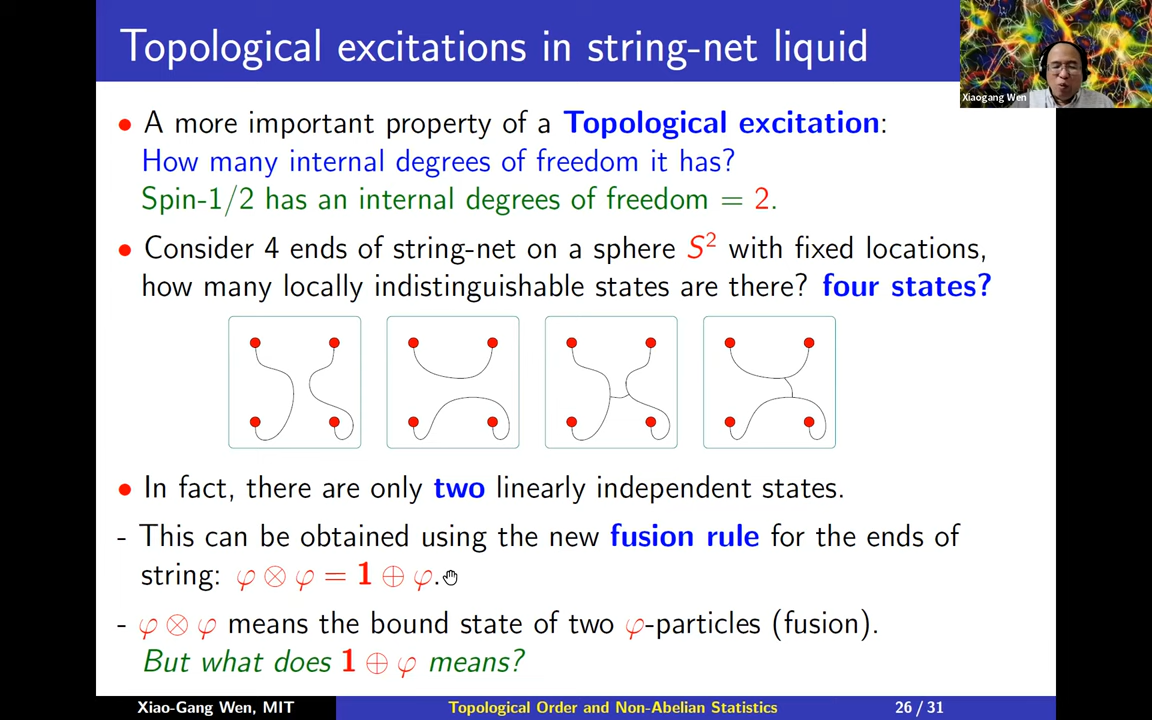 Topological excitations in string-net liquid
Xiaogang Wen
• A more important property of a Topological excitation:
How many internal degrees of freedom it has?
Spin-1/2 has an internal degrees of freedom = 2.
• Consider 4 ends of string-net on a sphere S² with fixed locations,
how many locally indistinguishable states are there? four states?
• In fact, there are only two linearly independent states.
- This can be obtained using the new fusion rule for the ends of
string: φ ⊗ φ = 1 ⊕ φ.
- φ ⊗ φ means the bound state of two φ-particles (fusion).
But what does 1 ⊕ φ means?
Xiao-Gang Wen, MIT
Topological Order and Non-Abelian Statistics
26 / 31